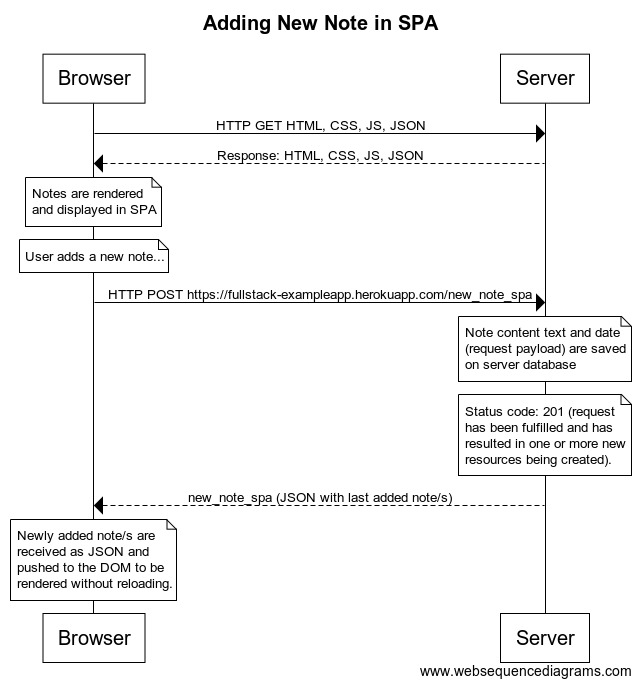 Adding New Note in SPA
Browser
Server
HTTP GET HTML, CSS, JS, JSON
Response: HTML, CSS, JS, JSON
Notes are rendered
and displayed in SPA
User adds a new note...
HTTP POST https://fullstack-exampleapp.herokuapp.com/new_note_spa
Note content text and date
(request payload) are saved
on server database
Status code: 201 (request
has been fulfilled and has
resulted in one or more new
resources being created).
new_note_spa (JSON with last added note/s)
Newly added note/s are
received as JSON and
pushed to the DOM to be
rendered without reloading.
Browser
Server
www.websequencediagrams.com